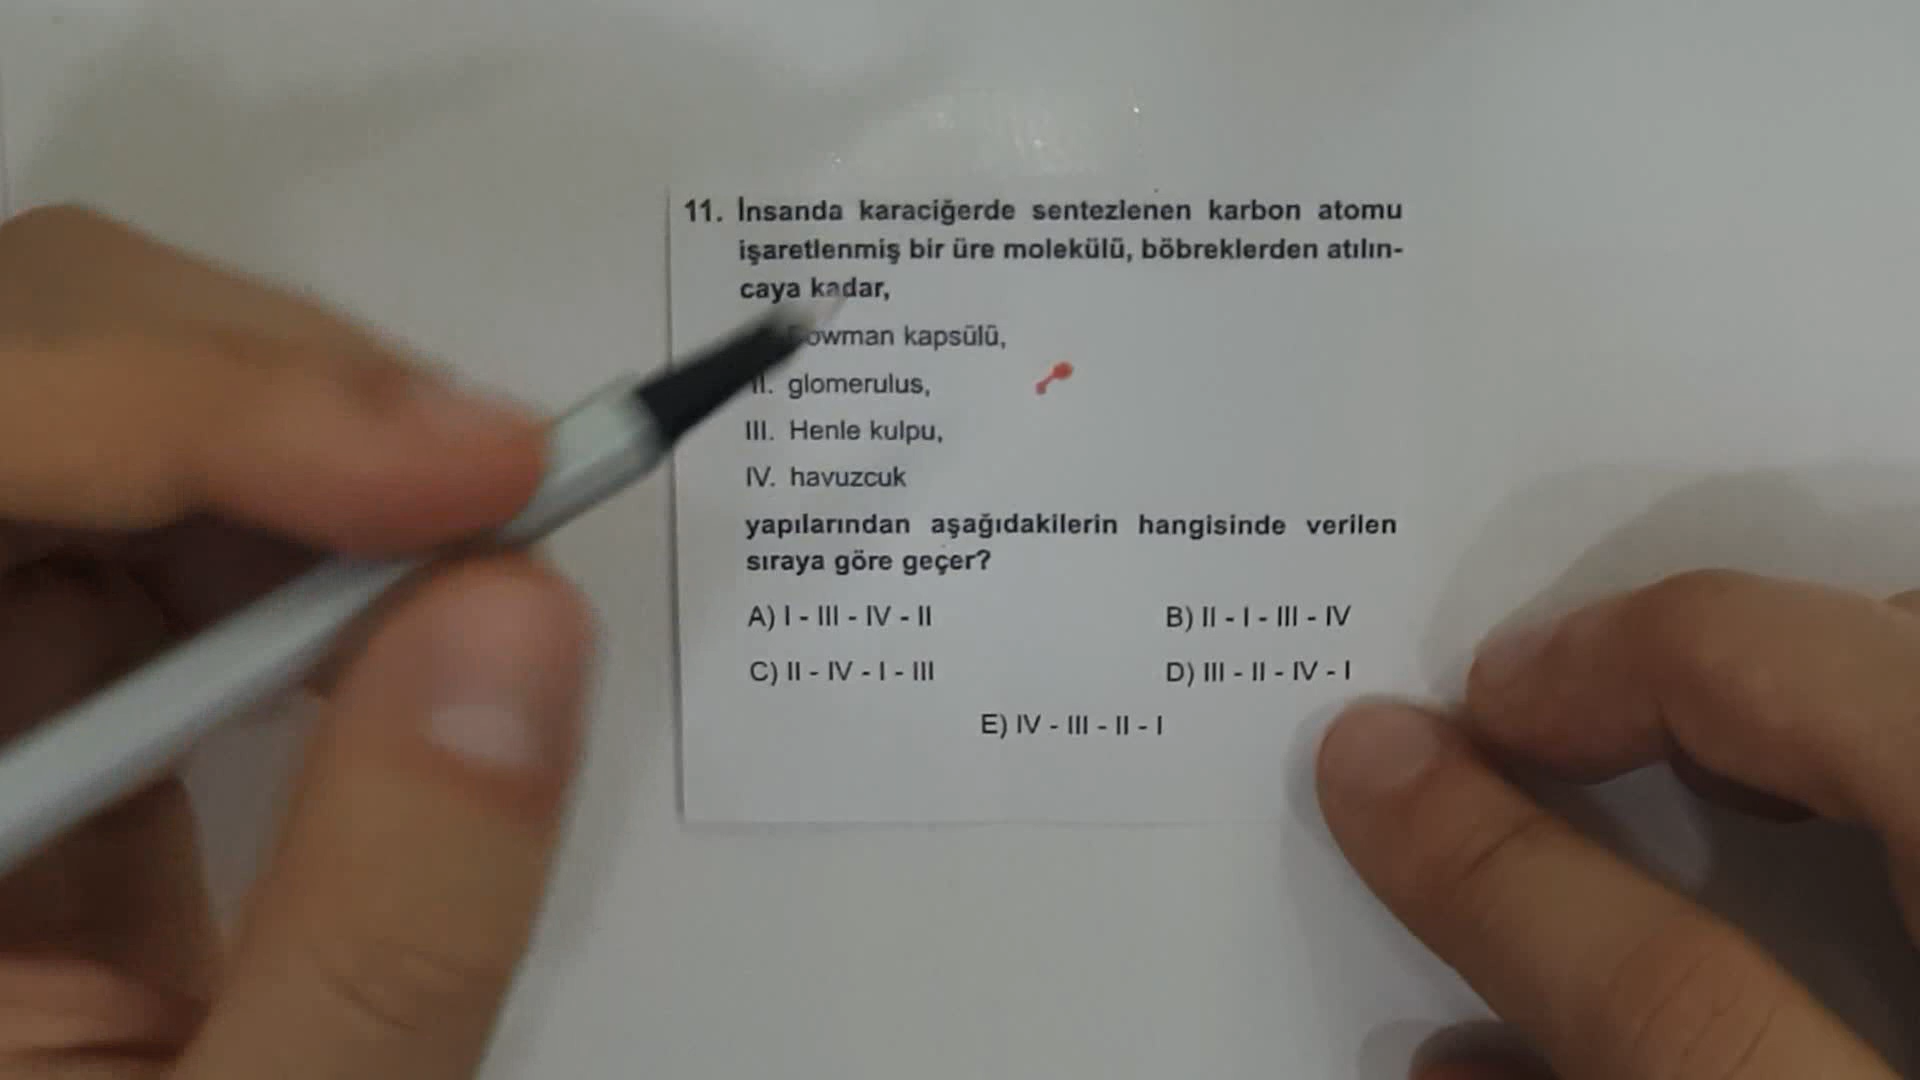 11. İnsanda karaciğerde sentezlenen karbon atomu
işaretlenmiş bir üre molekülü, böbreklerden atılın-
caya kadar,
Bowman kapsülü,
II. glomerulus,
III. Henle kulpu,
IV. havuzcuk
yapılarından aşağıdakilerin hangisinde verilen
sıraya göre geçer?
A) I - III - IV - II
B) II - I - III - IV
C) II - IV - I - III
D) III - II - IV - I
E) IV - III - II - I